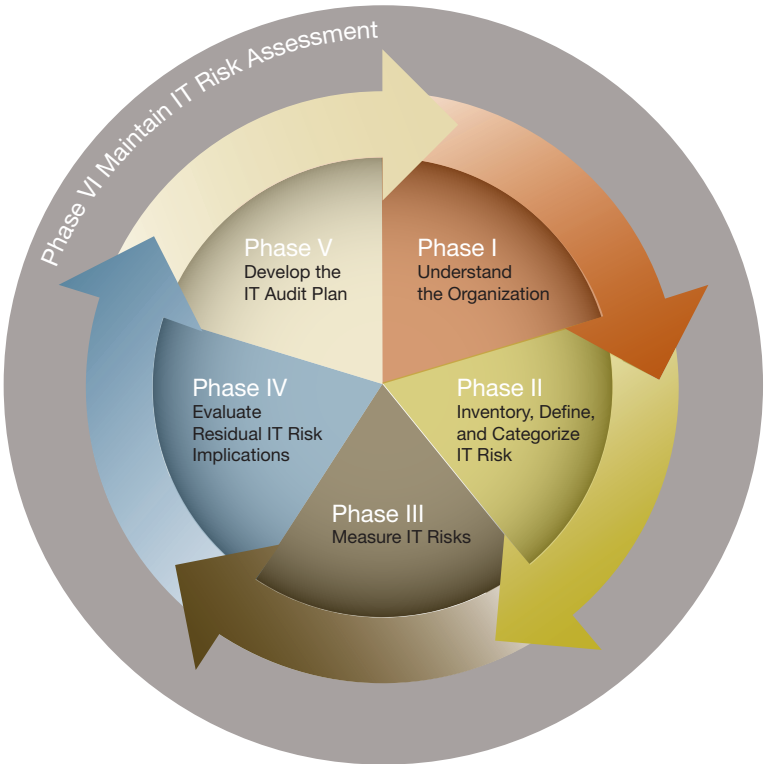 Phase VI Maintain IT Risk Assessment
Phase I
Understand
the Organization
Phase II
Inventory, Define,
and Categorize
IT Risk
Phase III
Measure IT Risks
Phase IV
Evaluate
Residual IT Risk
Implications
Phase V
Develop the
IT Audit Plan